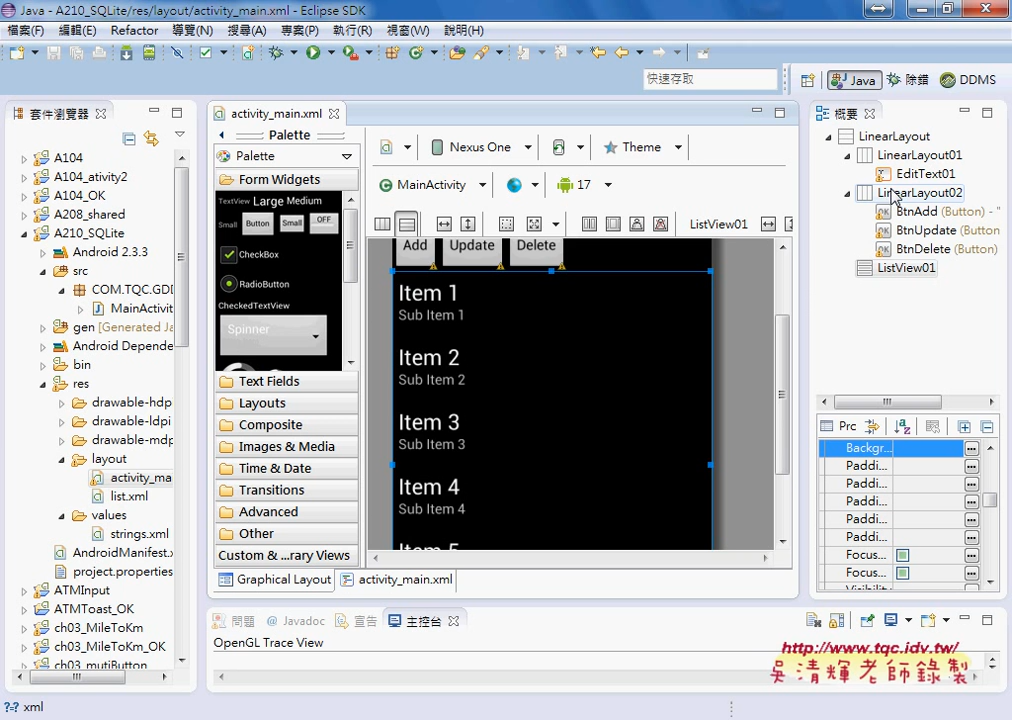 Java - A210_SQLite/res/layout/activity_main.xml - Eclipse SDK
檔案(F) 編輯(E) Refactor 導覽(N) 搜尋(A) 專案(P) 執行(R) 視窗(W) 說明(H)
快速存取
Java 除錯 DDMS
套件瀏覽器
A104
A104_ativity2
A104_OK
A208_shared
A210_SQLite
Android 2.3.3
src
COM.TQC.GDD
MainActivit
gen [Generated Ja
Android Depende
bin
res
drawable-hdp
drawable-ldpi
drawable-mdp
layout
activity_ma
list.xml
values
strings.xml
AndroidManifest.x
project.properties
ATMInput
ATMToast_OK
ch03_MileToKm
ch03_MileToKm_OK
ch03_mutiButton
activity_main.xml
Palette
Palette
Form Widgets
TextView Large Medium
Small Button Small OFF
CheckBox
RadioButton
CheckedTextView
Spinner
Text Fields
Layouts
Composite
Images & Media
Time & Date
Transitions
Advanced
Other
Custom & ...rary Views
Nexus One Theme
MainActivity 17
ListView01
Add Update Delete
Item 1
Sub Item 1
Item 2
Sub Item 2
Item 3
Sub Item 3
Item 4
Sub Item 4
Item 5
Graphical Layout activity_main.xml
概要
LinearLayout
LinearLayout01
EditText01
LinearLayout02
BtnAdd (Button) - "
BtnUpdate (Button
BtnDelete (Button)
ListView01
Prc
Backgr...
Paddi...
Paddi...
Paddi...
Paddi...
Paddi...
Focus...
Focus...
問題 @ Javadoc 宣告 主控台
OpenGL Trace View
http://www.tqc.idv.tw/
吳清輝老師錄製
xml